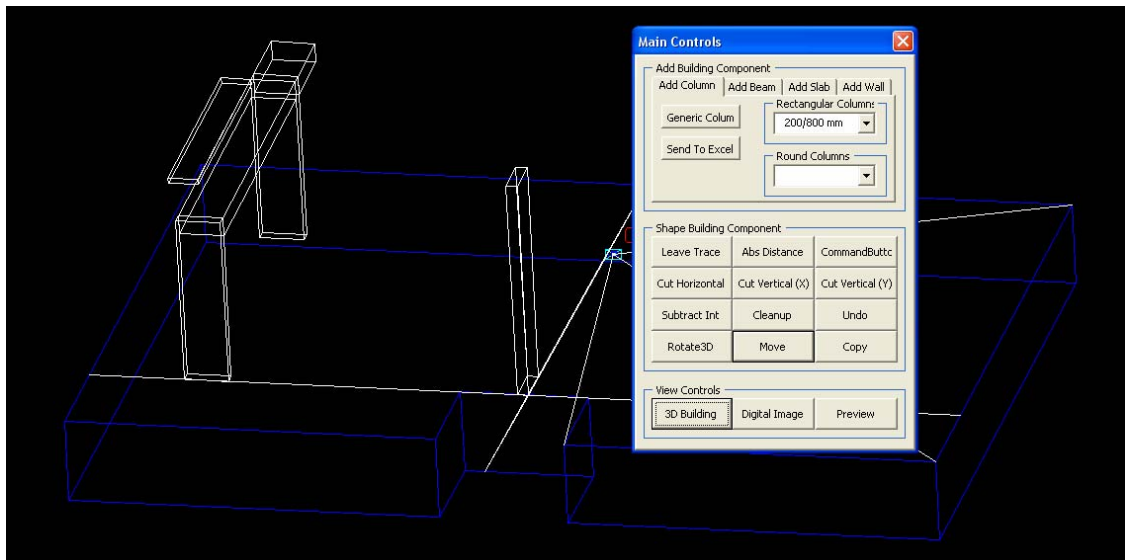 Main Controls
Add Building Component
Add Column Add Beam Add Slab Add Wall
Generic Colum
Send To Excel
Rectangular Columns
200/800 mm
Round Columns
Shape Building Component
Leave Trace Abs Distance CommandButtc
Cut Horizontal Cut Vertical (X) Cut Vertical (Y)
Subtract Int Cleanup Undo
Rotate3D Move Copy
View Controls
3D Building Digital Image Preview